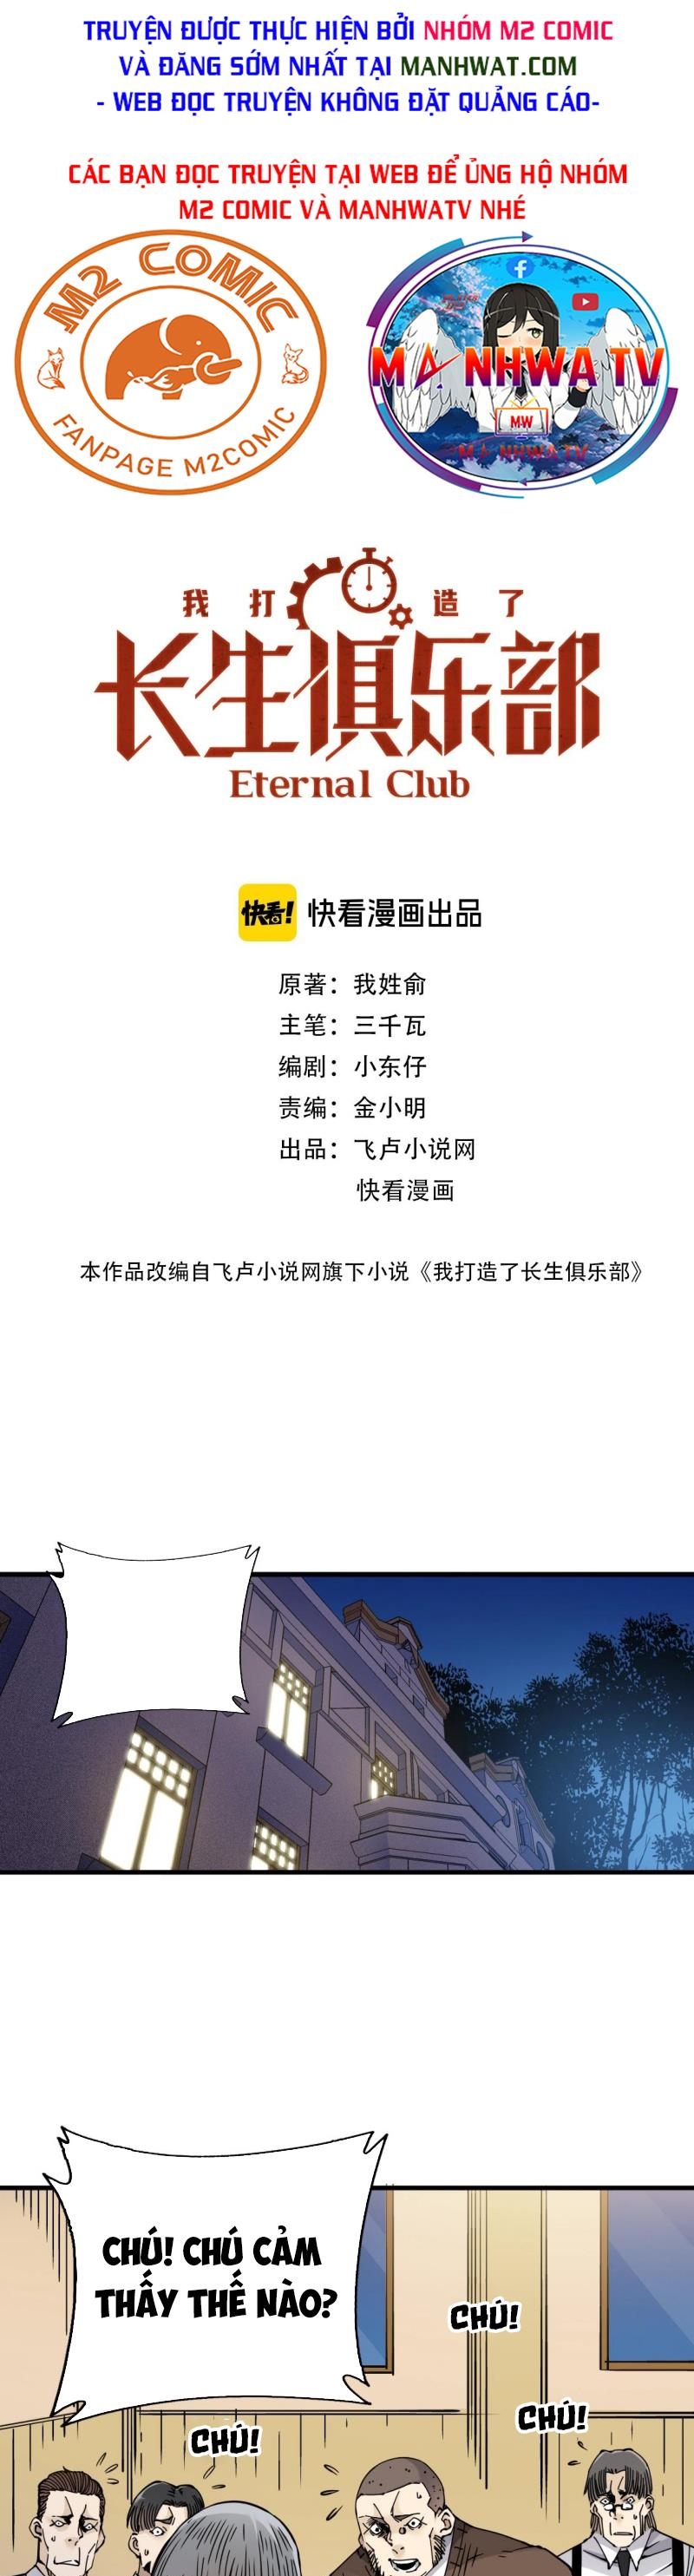 TRUYỆN ĐƯỢC THỰC HIỆN BỞI NHÓM M2 COMIC
VÀ ĐĂNG SỚM NHẤT TẠI MANHWAT.COM
- WEB ĐỌC TRUYỆN KHÔNG ĐẶT QUẢNG CÁO-
CÁC BẠN ĐỌC TRUYỆN TẠI WEB ĐỂ ỦNG HỘ NHÓM
M2 COMIC VÀ MANHWATV NHÉ
M2 COMIC
FANPAGE M2COMIC
MANHWA TV
MW
MANHWA TV
我打造了
长生俱乐部
Eternal Club
快看! 快看漫画出品
原著：我姓俞
主笔：三千瓦
编剧：小东仔
责编：金小明
出品：飞卢小说网
快看漫画
本作品改编自飞卢小说网旗下小说《我打造了长生俱乐部》
CHÚ! CHÚ CẢM
THẤY THẾ NÀO?
CHÚ!
CHÚ!
CHÚ!